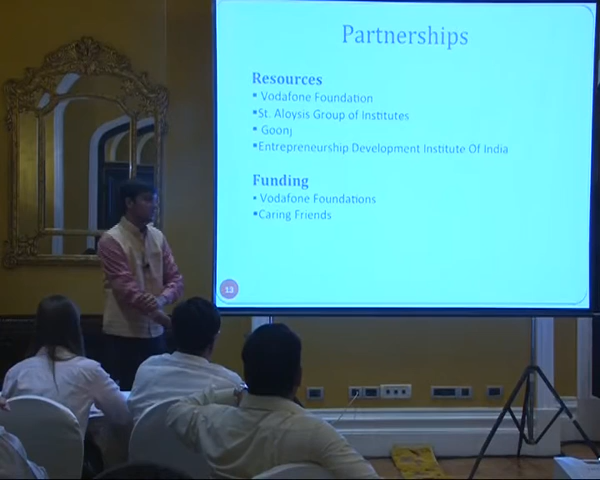 Partnerships
Resources
▪ Vodafone Foundation
▪St. Aloysis Group of Institutes
▪ Goonj
▪Entrepreneurship Development Institute Of India
Funding
▪ Vodafone Foundations
▪Caring Friends
13